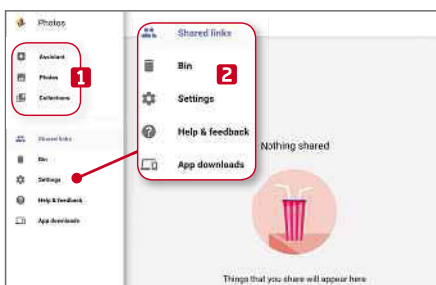 Photos
Assistant
Photos
Collections
1
Shared links
Bin
Settings
Help & feedback
App downloads
Shared links
Bin
2
Settings
Help & feedback
App downloads
Nothing shared
Things that you share will appear here